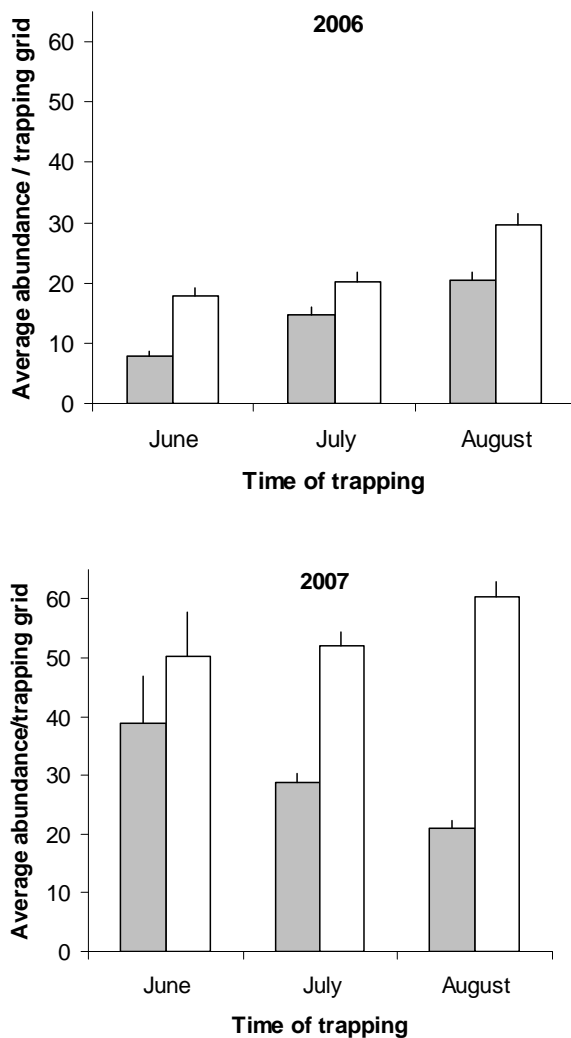 2006
Average abundance / trapping grid
60
50
40
30
20
10
0
June July August
Time of trapping
2007
Average abundance/trapping grid
60
50
40
30
20
10
0
June July August
Time of trapping